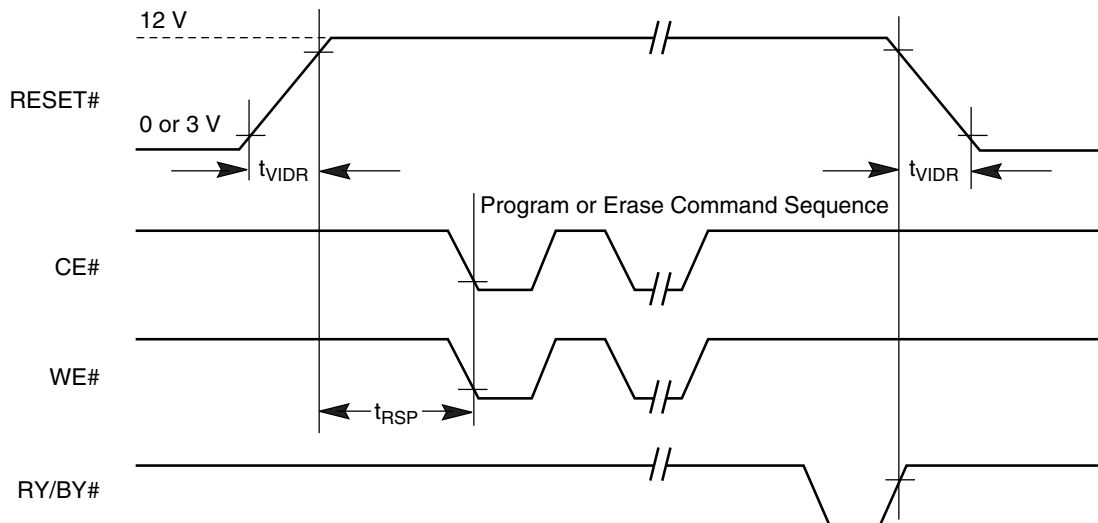 12 V
RESET#
0 or 3 V
tVIDR
tVIDR
Program or Erase Command Sequence
CE#
WE#
tRSP
RY/BY#